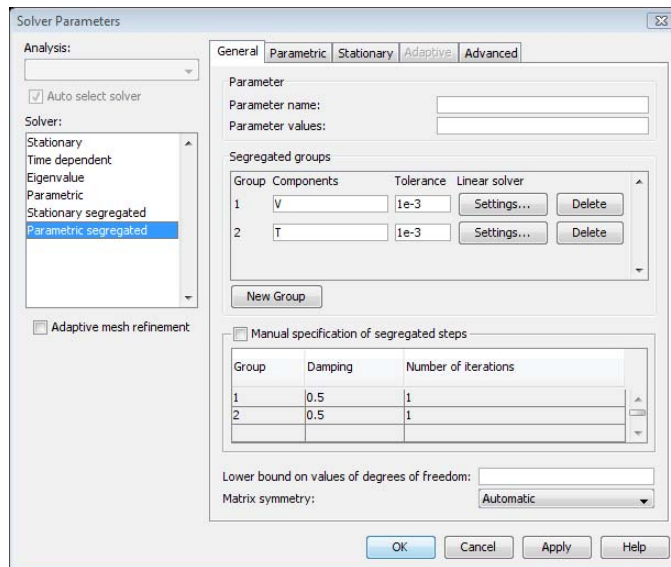 Solver Parameters
Analysis:
Auto select solver
Solver:
Stationary
Time dependent
Eigenvalue
Parametric
Stationary segregated
Parametric segregated
Adaptive mesh refinement
General Parametric Stationary Adaptive Advanced
Parameter
Parameter name:
Parameter values:
Segregated groups
Group Components Tolerance Linear solver
1 V 1e-3 Settings... Delete
2 T 1e-3 Settings... Delete
New Group
Manual specification of segregated steps
Group Damping Number of iterations
1 0.5 1
2 0.5 1
Lower bound on values of degrees of freedom:
Matrix symmetry: Automatic
OK Cancel Apply Help